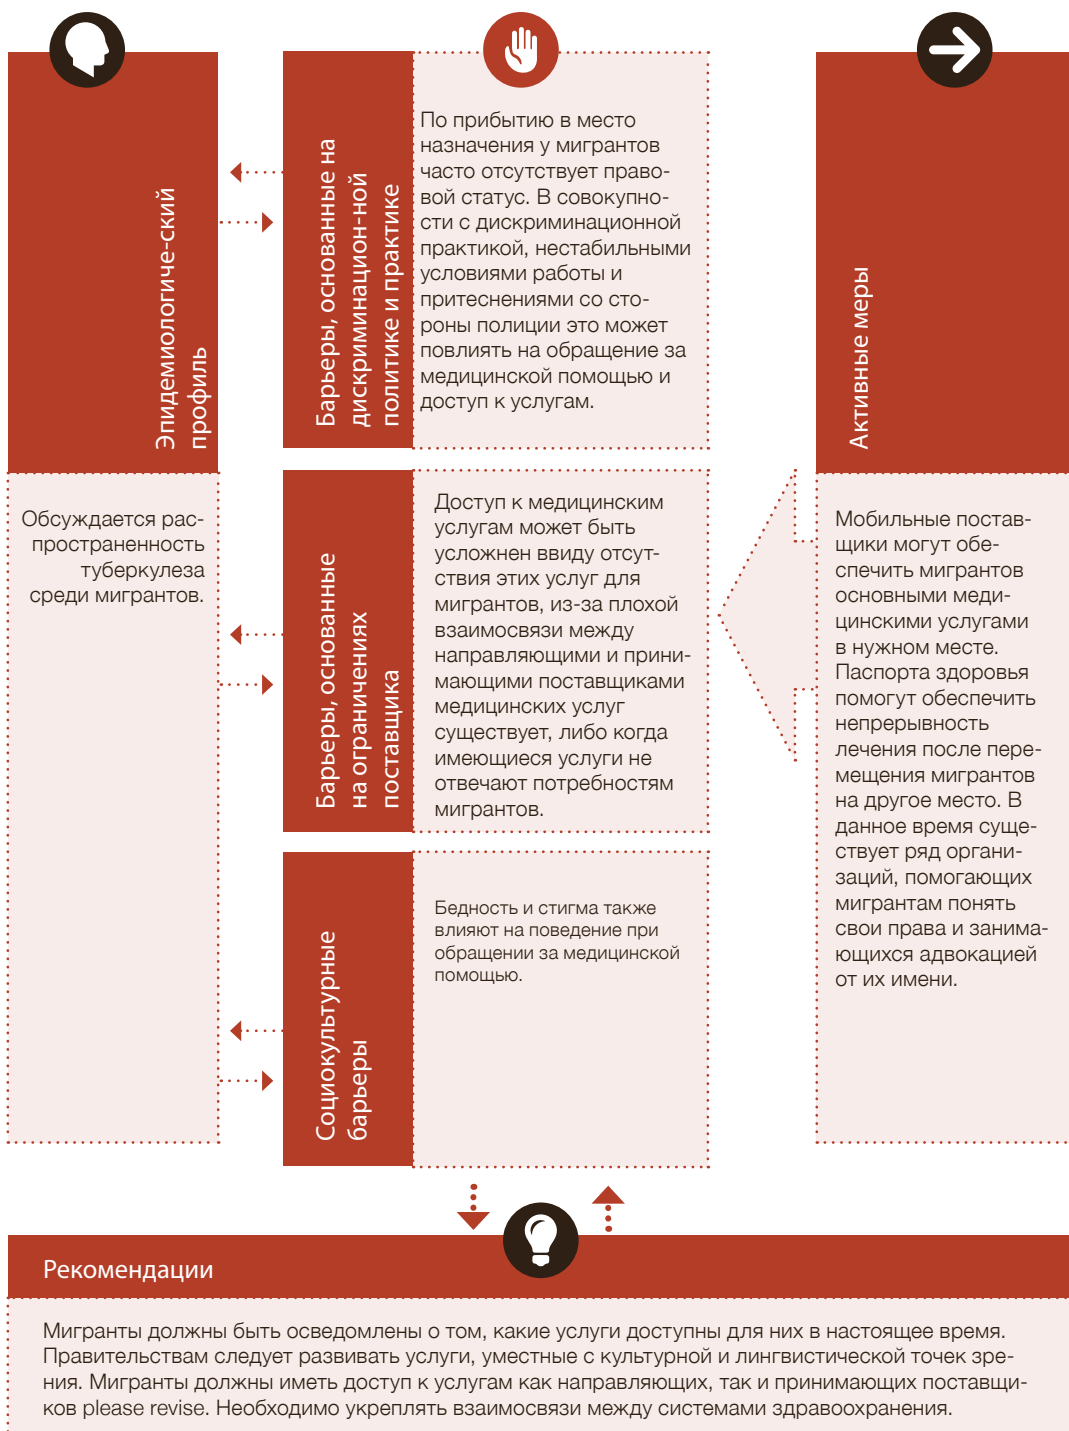 Эпидемиологиче-ский
профиль
Обсуждается рас-
пространенность
туберкулеза
среди мигрантов.
Барьеры, основанные на
дискриминацион-ной
политике и практике
По прибытию в место
назначения у мигрантов
часто отсутствует право-
вой статус. В совокупно-
сти с дискриминационной
практикой, нестабильными
условиями работы и
притеснениями со сто-
роны полиции это может
повлиять на обращение за
медицинской помощью и
доступ к услугам.
Барьеры, основанные
на ограничениях
поставщика
Доступ к медицинским
услугам может быть
усложнен ввиду отсут-
ствия этих услуг для
мигрантов, из-за плохой
взаимосвязи между
направляющими и прини-
мающими поставщиками
медицинских услуг
существует, либо когда
имеющиеся услуги не
отвечают потребностям
мигрантов.
Социокультурные
барьеры
Бедность и стигма также
влияют на поведение при
обращении за медицинской
помощью.
Активные меры
Мобильные постав-
щики могут обе-
спечить мигрантов
основными меди-
цинскими услугами
в нужном месте.
Паспорта здоровья
помогут обеспечить
непрерывность
лечения после пере-
мещения мигрантов
на другое место. В
данное время суще-
ствует ряд органи-
заций, помогающих
мигрантам понять
свои права и занима-
ющихся адвокацией
от их имени.
Рекомендации
Мигранты должны быть осведомлены о том, какие услуги доступны для них в настоящее время.
Правительствам следует развивать услуги, уместные с культурной и лингвистической точек зре-
ния. Мигранты должны иметь доступ к услугам как направляющих, так и принимающих поставщи-
ков please revise. Необходимо укреплять взаимосвязи между системами здравоохранения.